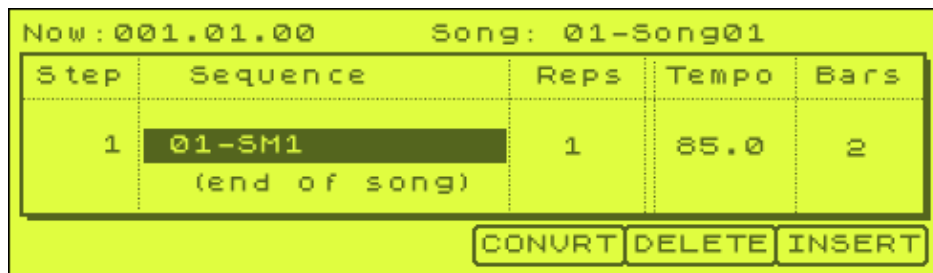 Now:001.01.00 Song: 01-Song01
Step Sequence Reps Tempo Bars
1 01-SM1 1 85.0 2
(end of song)
CONVRT DELETE INSERT